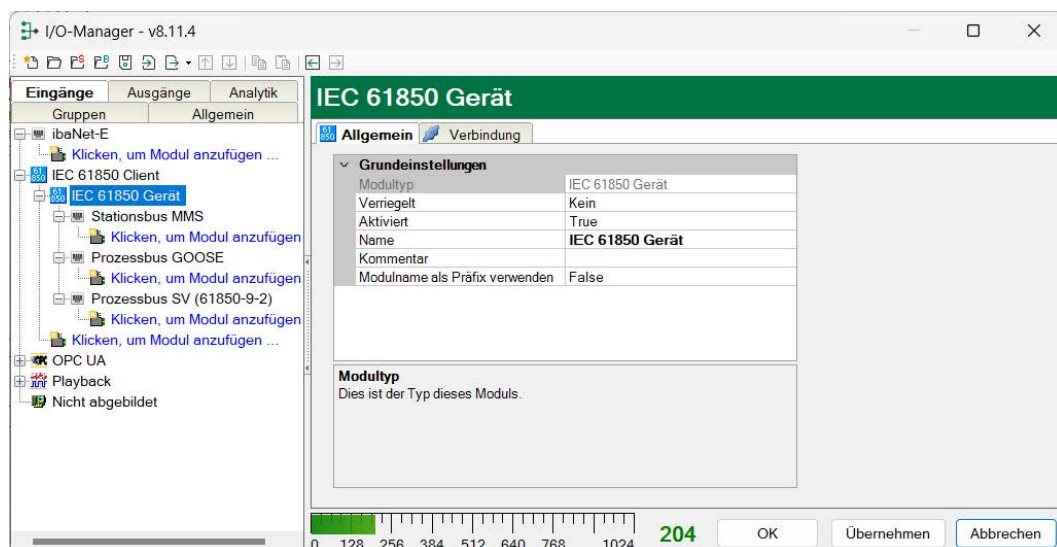 I/O-Manager - v8.11.4
Eingänge Ausgänge Analytik
Gruppen Allgemein
ibaNet-E
Klicken, um Modul anzufügen ...
IEC 61850 Client
IEC 61850 Gerät
Stationsbus MMS
Klicken, um Modul anzufügen
Prozessbus GOOSE
Klicken, um Modul anzufügen
Prozessbus SV (61850-9-2)
Klicken, um Modul anzufügen
Klicken, um Modul anzufügen ...
OPC UA
Playback
Nicht abgebildet
IEC 61850 Gerät
Allgemein Verbindung
Grundeinstellungen
Modultyp IEC 61850 Gerät
Verriegelt Kein
Aktiviert True
Name IEC 61850 Gerät
Kommentar
Modulname als Präfix verwenden False
Modultyp
Dies ist der Typ dieses Moduls.
0 128 256 384 512 640 768 1024
204
OK Übernehmen Abbrechen